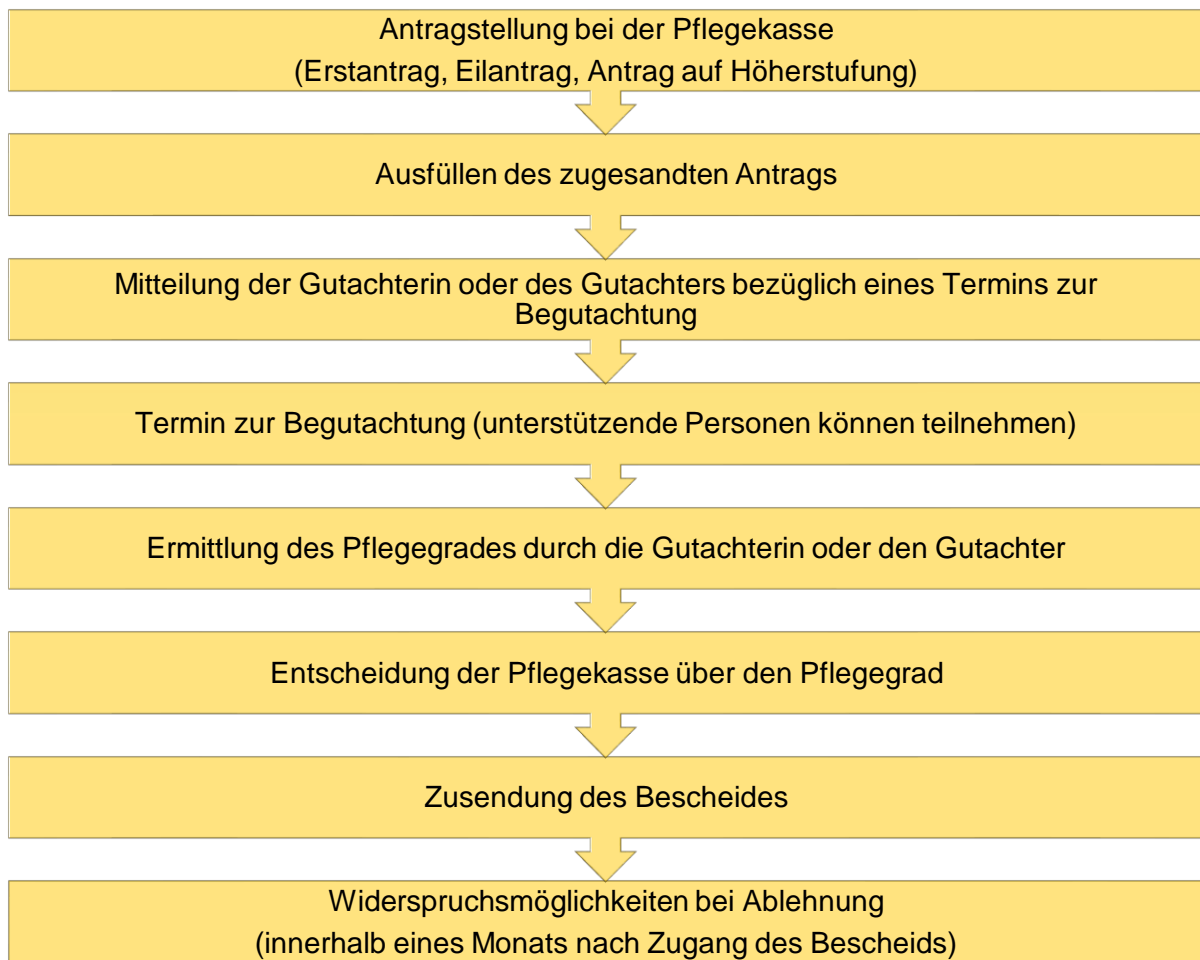 Antragstellung bei der Pflegekasse
(Erstantrag, Eilantrag, Antrag auf Höherstufung)
Ausfüllen des zugesandten Antrags
Mitteilung der Gutachterin oder des Gutachters bezüglich eines Termins zur
Begutachtung
Termin zur Begutachtung (unterstützende Personen können teilnehmen)
Ermittlung des Pflegegrades durch die Gutachterin oder den Gutachter
Entscheidung der Pflegekasse über den Pflegegrad
Zusendung des Bescheides
Widerspruchsmöglichkeiten bei Ablehnung
(innerhalb eines Monats nach Zugang des Bescheids)